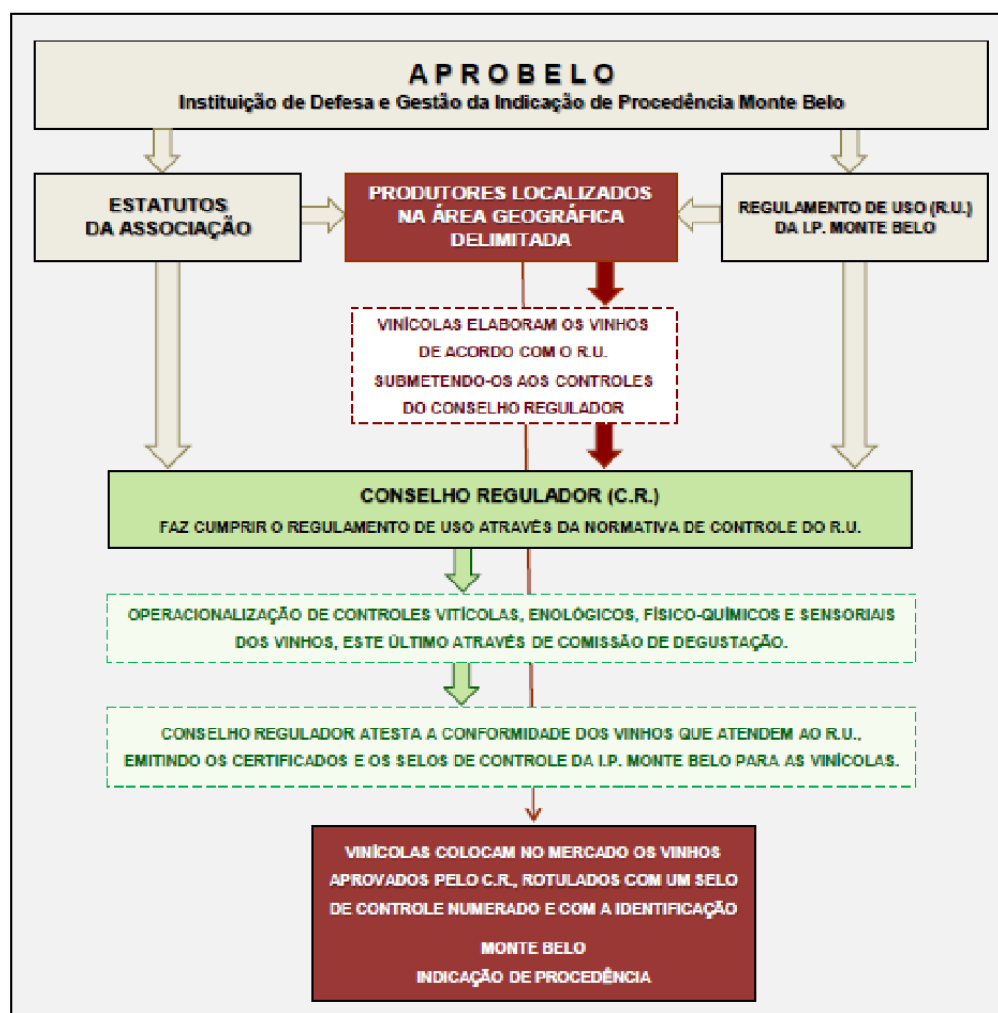 A P R O B E L O
Instituição de Defesa e Gestão da Indicação de Procedência Monte Belo
ESTATUTOS
DA ASSOCIAÇÃO
PRODUTORES LOCALIZADOS
NA ÁREA GEOGRÁFICA
DELIMITADA
REGULAMENTO DE USO (R.U.)
DA I.P. MONTE BELO
VINÍCOLAS ELABORAM OS VINHOS
DE ACORDO COM O R.U.
SUBMETENDO-OS AOS CONTROLES
DO CONSELHO REGULADOR
CONSELHO REGULADOR (C.R.)
FAZ CUMPRIR O REGULAMENTO DE USO ATRAVÉS DA NORMATIVA DE CONTROLE DO R.U.
OPERACIONALIZAÇÃO DE CONTROLES VITÍCOLAS, ENOLÓGICOS, FÍSICO-QUÍMICOS E SENSORIAIS
DOS VINHOS, ESTE ÚLTIMO ATRAVÉS DE COMISSÃO DE DEGUSTAÇÃO.
CONSELHO REGULADOR ATESTA A CONFORMIDADE DOS VINHOS QUE ATENDEM AO R.U.,
EMITINDO OS CERTIFICADOS E OS SELOS DE CONTROLE DA I.P. MONTE BELO PARA AS VINÍCOLAS.
VINÍCOLAS COLOCAM NO MERCADO OS VINHOS
APROVADOS PELO C.R., ROTULADOS COM UM SELO
DE CONTROLE NUMERADO E COM A IDENTIFICAÇÃO
MONTE BELO
INDICAÇÃO DE PROCEDÊNCIA